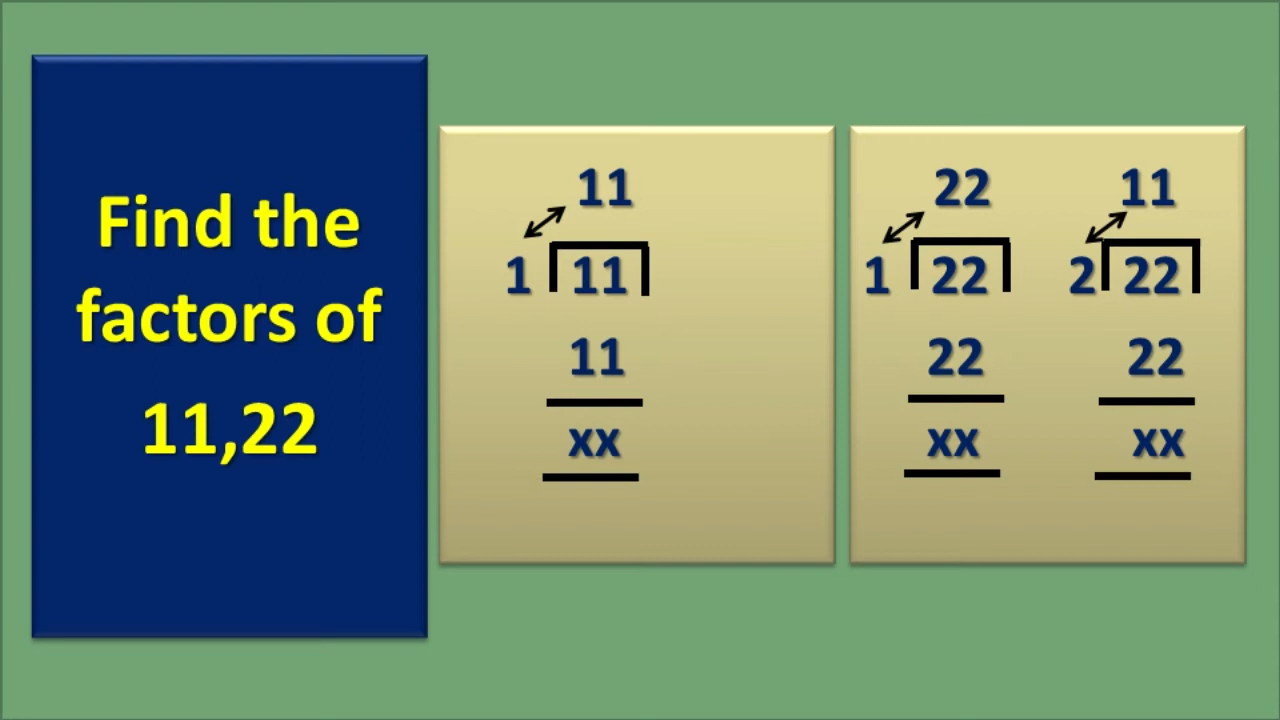 Find the
factors of
11,22
11
1 11
11
xx
22
1 22
22
xx
11
2 22
22
xx